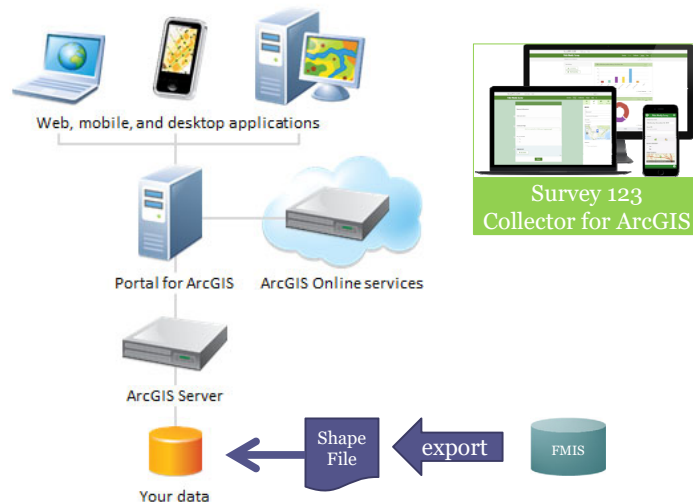 Web, mobile, and desktop applications
Survey 123
Collector for ArcGIS
Portal for ArcGIS
ArcGIS Online services
ArcGIS Server
Shape
File
export
FMIS
Your data